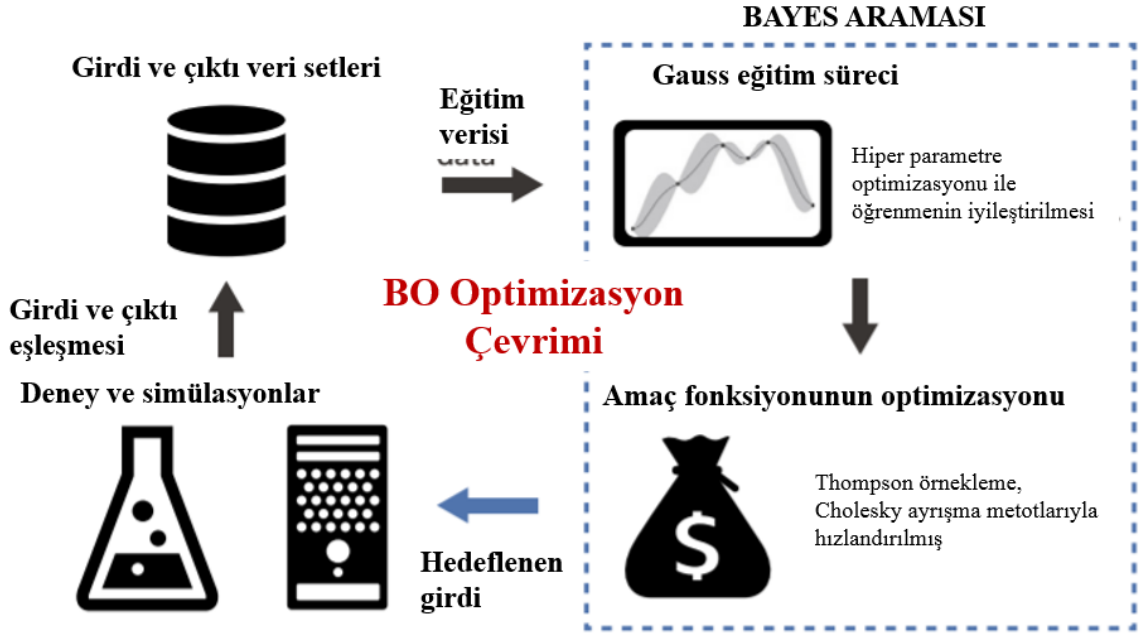 BAYES ARAMASI
Girdi ve çıktı veri setleri
Eğitim
verisi
data
Gauss eğitim süreci
Hiper parametre
optimizasyonu ile
öğrenmenin iyileştirilmesi
BO Optimizasyon
Çevrimi
Girdi ve çıktı
eşleşmesi
Deney ve simülasyonlar
Amaç fonksiyonunun optimizasyonu
Thompson örnekleme,
Cholesky ayrışma metotlarıyla
hızlandırılmış
$
Hedeflenen
girdi